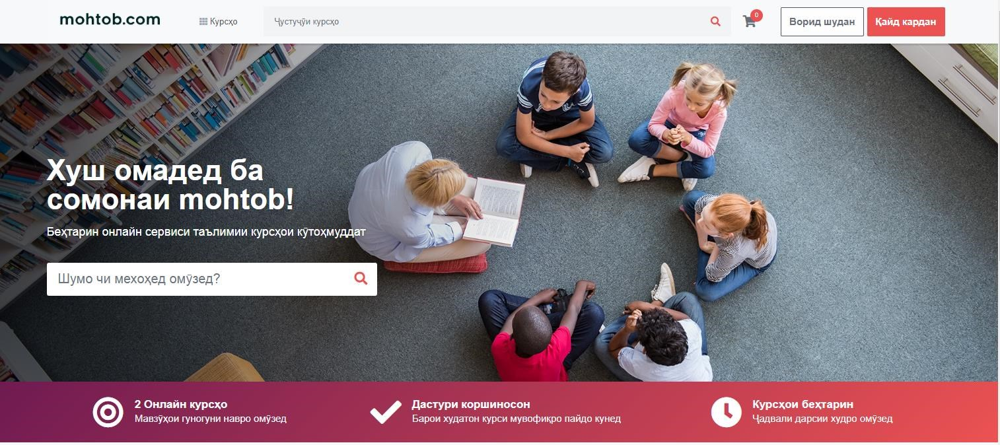 mohtob.com
Курсҳо
Ҷустуҷӯи курсҳо
0
Ворид шудан
Қайд кардан
Хуш омадед ба
сомонаи mohtob!
Беҳтарин онлайн сервиси таълимии курсҳои кӯтоҳмуддат
Шумо чи мехоҳед омӯзед?
2 Онлайн курсҳо
Мавзӯҳои гуногуни навро омӯзед
Дастури коршиносон
Барои худатон курси мувофиқро пайдо кунед
Курсҳои беҳтарин
Ҷадвали дарсии худро омӯзед